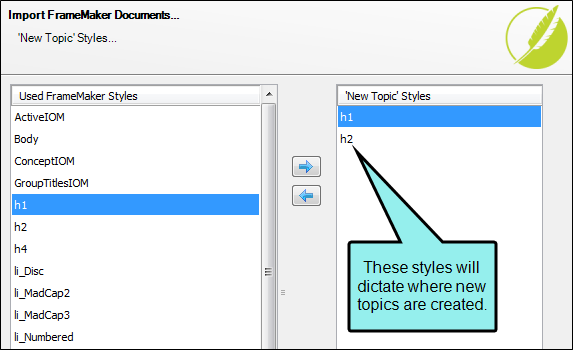 Import FrameMaker Documents...
'New Topic' Styles...
Used FrameMaker Styles
ActiveIOM
Body
ConceptIOM
GroupTitlesIOM
h1
h2
h4
li_Disc
li_MadCap2
li_MadCap3
li_Numbered
'New Topic' Styles
h1
h2
These styles will
dictate where new
topics are created.